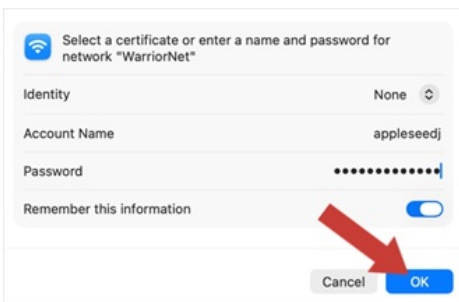 Select a certificate or enter a name and password for
network "WarriorNet"
Identity None
Account Name appleseedj
Password •••••••••••••
Remember this information
Cancel OK